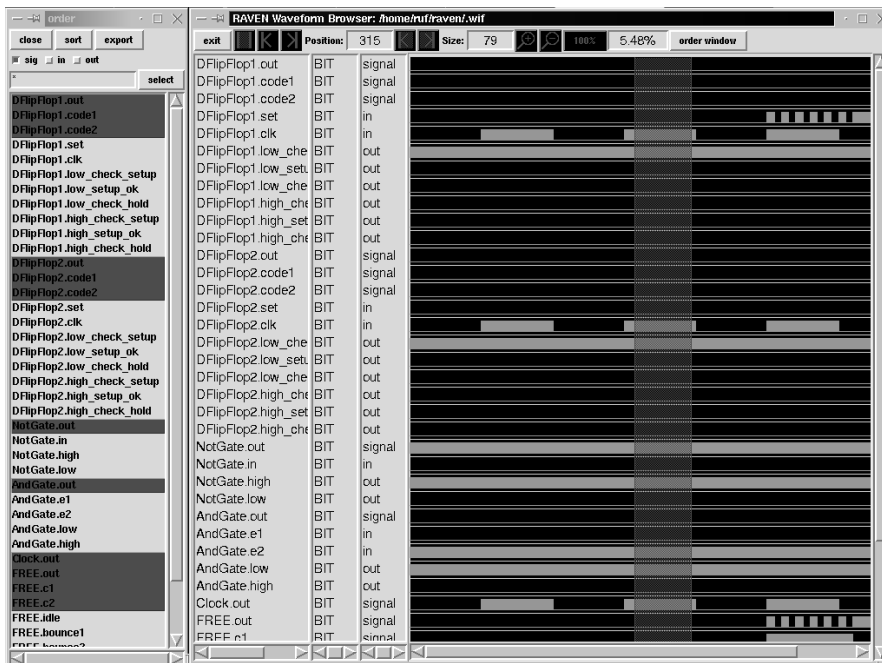 order
close sort export
sig in out
* select
DFlipFlop1.out
DFlipFlop1.code1
DFlipFlop1.code2
DFlipFlop1.set
DFlipFlop1.clk
DFlipFlop1.low_check_setup
DFlipFlop1.low_setup_ok
DFlipFlop1.low_check_hold
DFlipFlop1.high_check_setup
DFlipFlop1.high_setup_ok
DFlipFlop1.high_check_hold
DFlipFlop2.out
DFlipFlop2.code1
DFlipFlop2.code2
DFlipFlop2.set
DFlipFlop2.clk
DFlipFlop2.low_check_setup
DFlipFlop2.low_setup_ok
DFlipFlop2.low_check_hold
DFlipFlop2.high_check_setup
DFlipFlop2.high_setup_ok
DFlipFlop2.high_check_hold
NotGate.out
NotGate.in
NotGate.high
NotGate.low
AndGate.out
AndGate.e1
AndGate.e2
AndGate.low
AndGate.high
Clock.out
FREE.out
FREE.c1
FREE.c2
FREE.idle
FREE.bounce1
RAVEN Waveform Browser: /home/ruf/raven/.wif
exit Position: 315 Size: 79 100% 5.48% order window
DFlipFlop1.out BIT signal
DFlipFlop1.code1 BIT signal
DFlipFlop1.code2 BIT signal
DFlipFlop1.set BIT in
DFlipFlop1.clk BIT in
DFlipFlop1.low_che BIT out
DFlipFlop1.low_setu BIT out
DFlipFlop1.low_che BIT out
DFlipFlop1.high_che BIT out
DFlipFlop1.high_set BIT out
DFlipFlop1.high_che BIT out
DFlipFlop2.out BIT signal
DFlipFlop2.code1 BIT signal
DFlipFlop2.code2 BIT signal
DFlipFlop2.set BIT in
DFlipFlop2.clk BIT in
DFlipFlop2.low_che BIT out
DFlipFlop2.low_setu BIT out
DFlipFlop2.low_che BIT out
DFlipFlop2.high_che BIT out
DFlipFlop2.high_set BIT out
DFlipFlop2.high_che BIT out
NotGate.out BIT signal
NotGate.in BIT in
NotGate.high BIT out
NotGate.low BIT out
AndGate.out BIT signal
AndGate.e1 BIT in
AndGate.e2 BIT in
AndGate.low BIT out
AndGate.high BIT out
Clock.out BIT signal
FREE.out BIT signal
FREE.c1 BIT signal